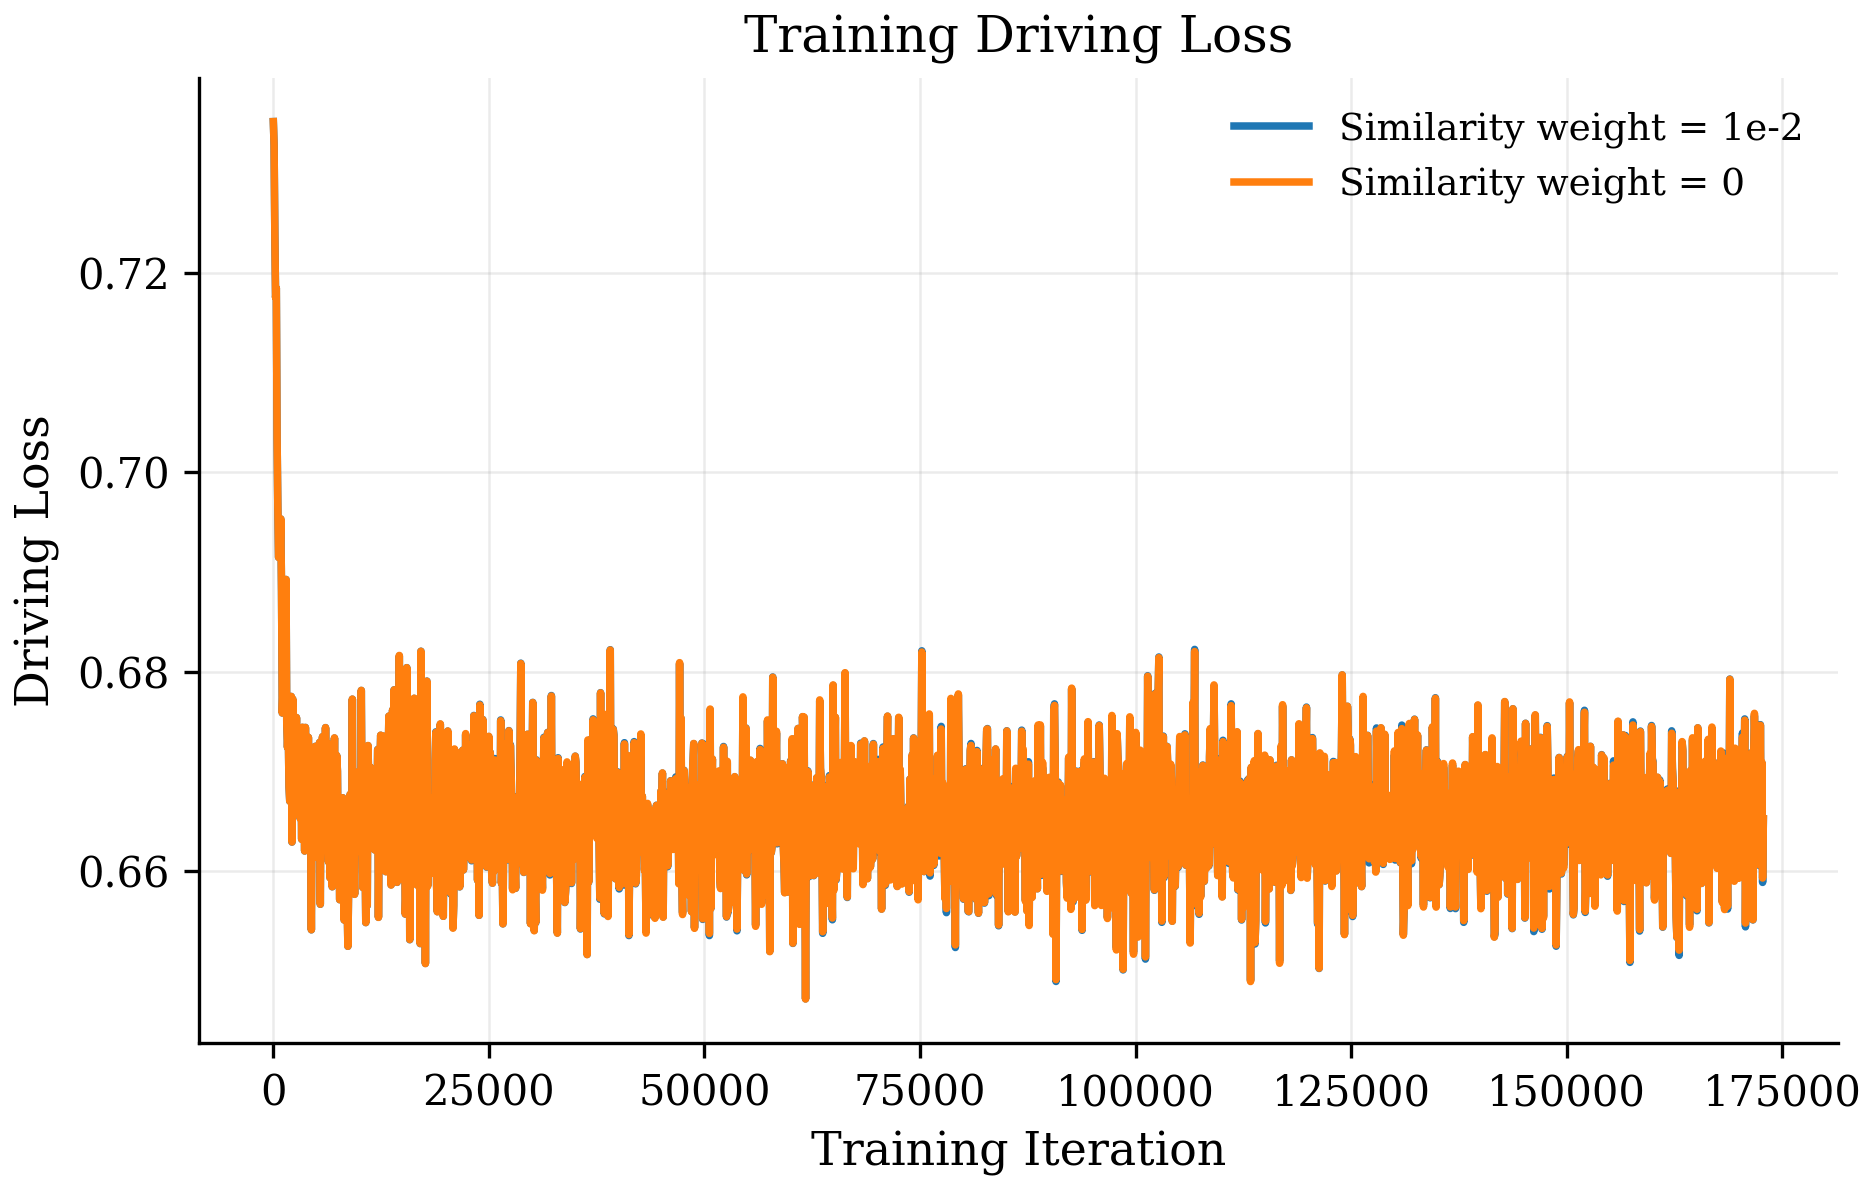 Training Driving Loss
Similarity weight = 1e-2
Similarity weight = 0
0.72
0.70
0.68
0.66
Driving Loss
0 25000 50000 75000 100000 125000 150000 175000
Training Iteration